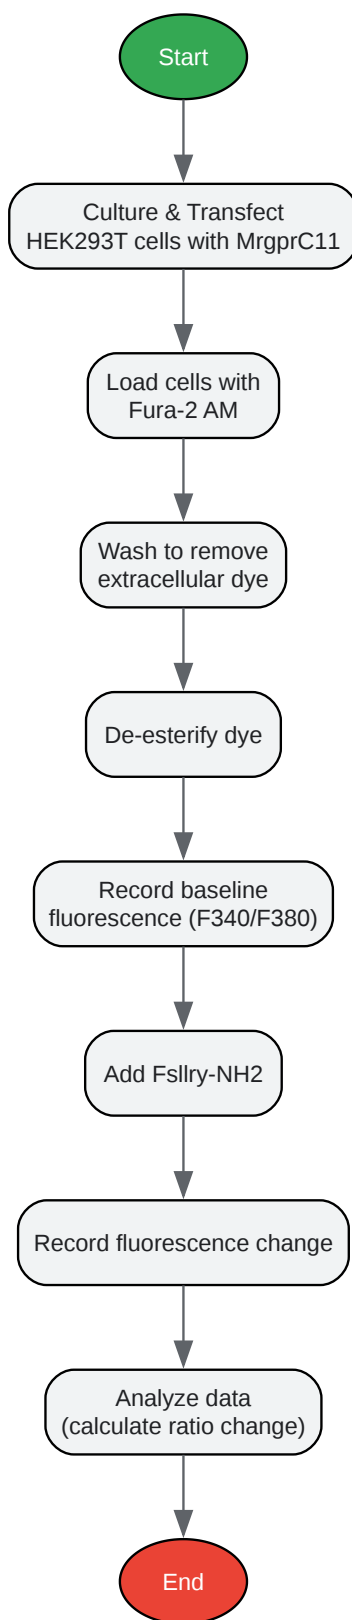 Start
Culture & Transfect
HEK293T cells with MrgprC11
Load cells with
Fura-2 AM
Wash to remove
extracellular dye
De-esterify dye
Record baseline
fluorescence (F340/F380)
Add Fsllry-NH2
Record fluorescence change
Analyze data
(calculate ratio change)
End